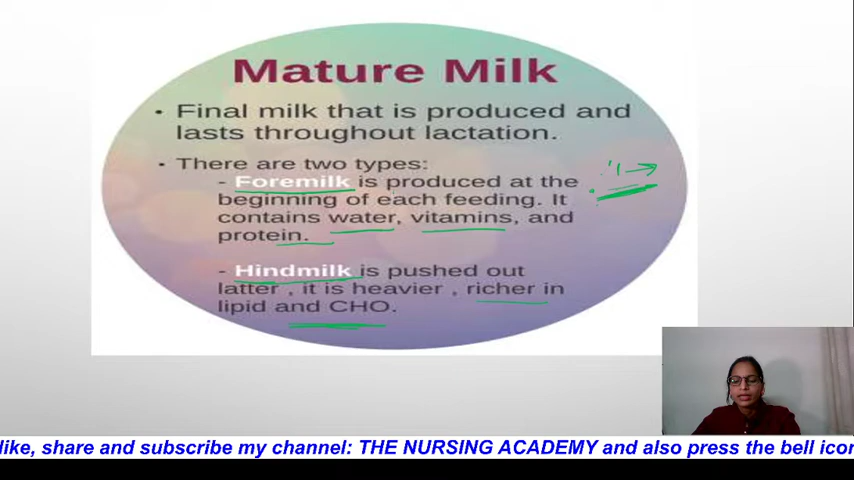 Mature Milk
• Final milk that is produced and
lasts throughout lactation.
• There are two types:
- Foremilk is produced at the
beginning of each feeding. It
contains water, vitamins, and
protein.
- Hindmilk is pushed out
latter , it is heavier , richer in
lipid and CHO.
like, share and subscribe my channel: THE NURSING ACADEMY and also press the bell icon